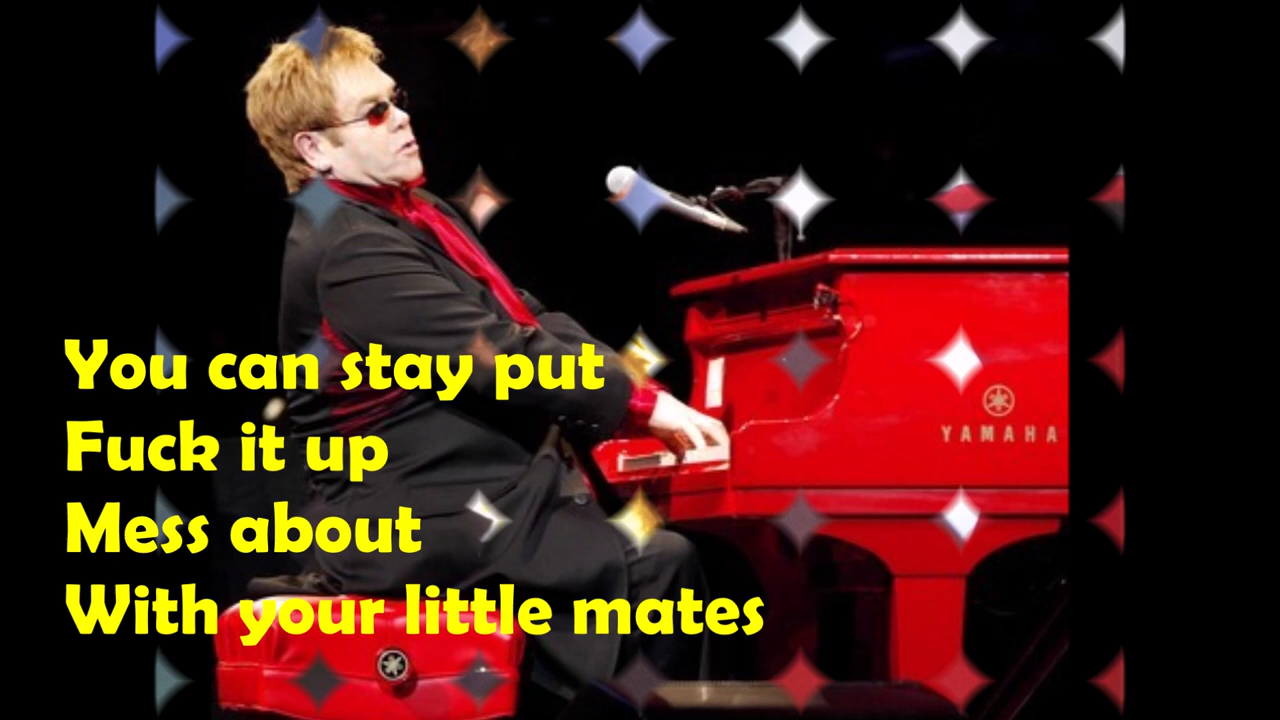 YAMAHA
You can stay put
Fuck it up
Mess about
With your little mates